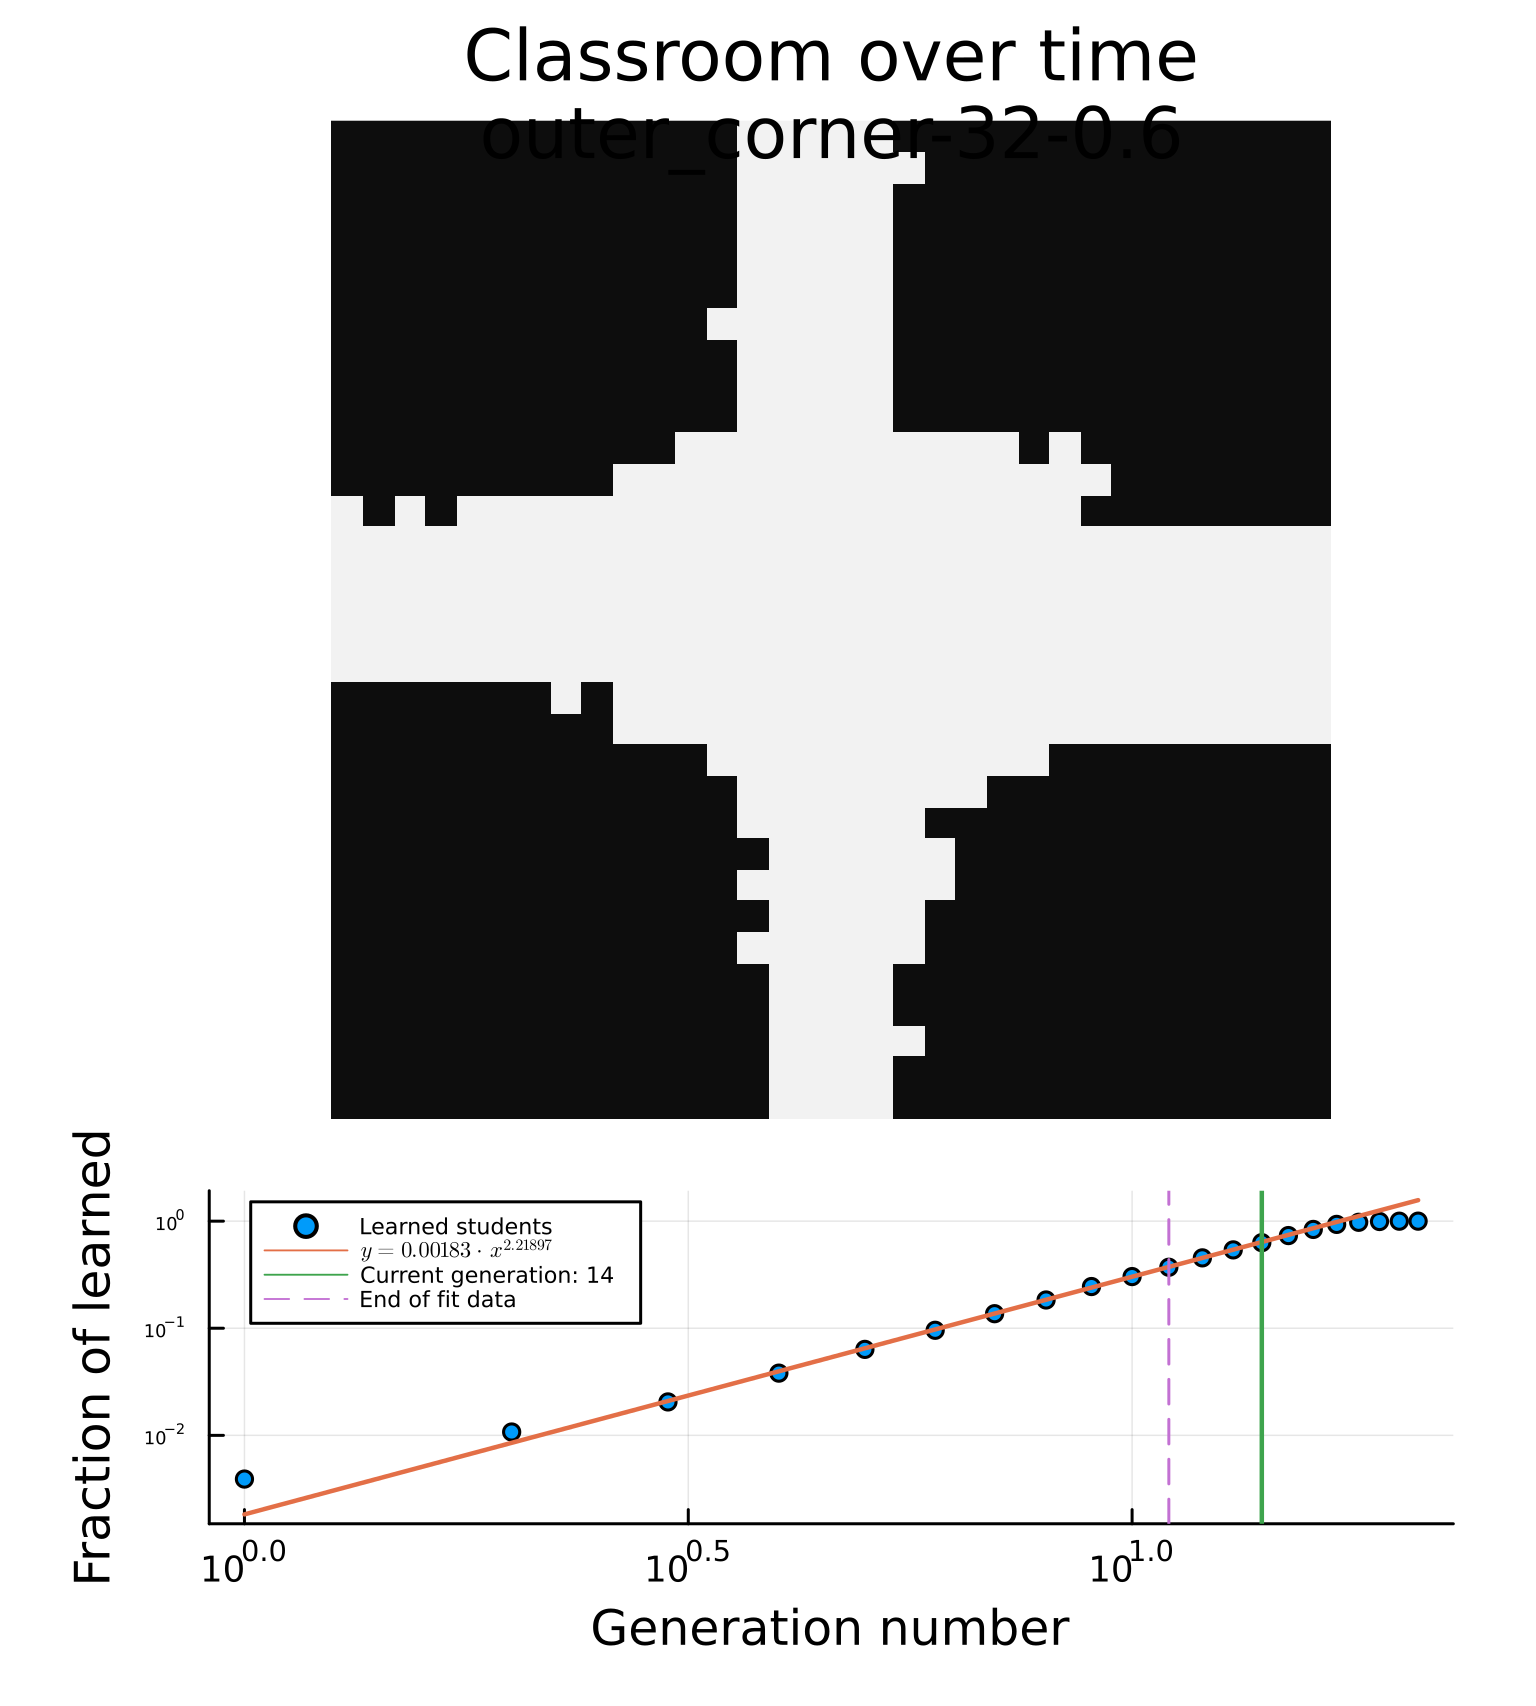 Classroom over time
outer_corner-32-0.6
Fraction of learned
10^0
10^-1
10^-2
Learned students
y = 0.00183 · x^2.21897
Current generation: 14
End of fit data
10^0.0
10^0.5
10^1.0
Generation number